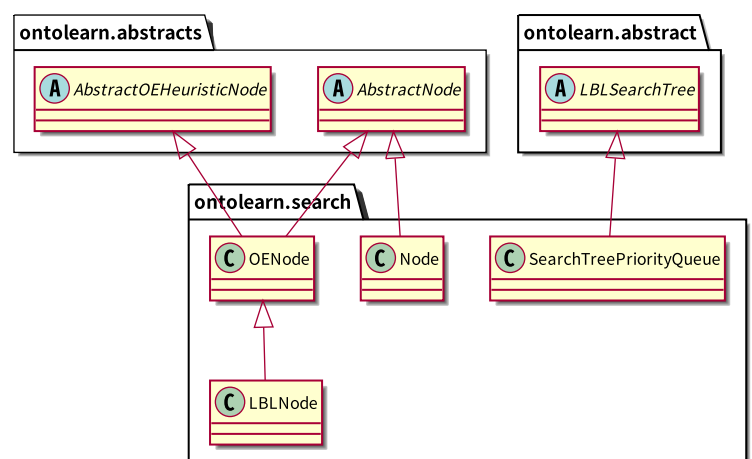 ontolearn.abstracts
ontolearn.abstract
A AbstractOEHeuristicNode
A AbstractNode
A LBLSearchTree
ontolearn.search
C OENode
C Node
C SearchTreePriorityQueue
C LBLNode